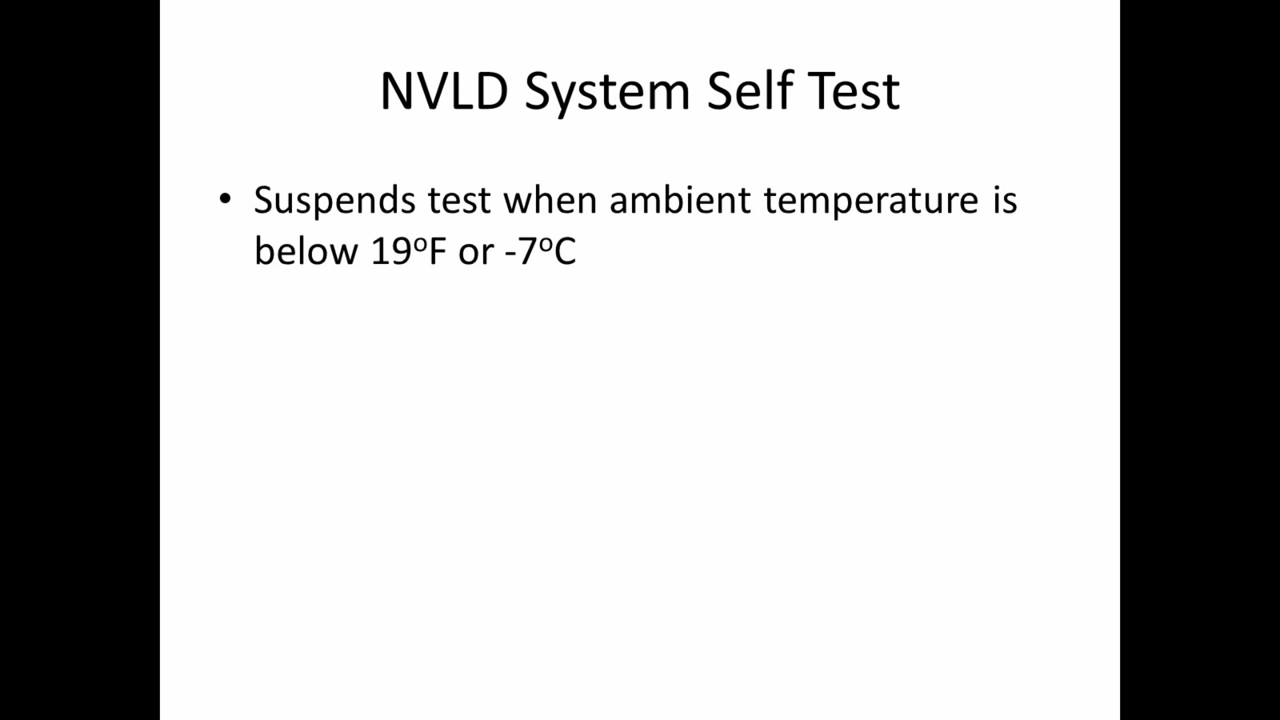 NVLD System Self Test
• Suspends test when ambient temperature is
below 19ºF or -7ºC